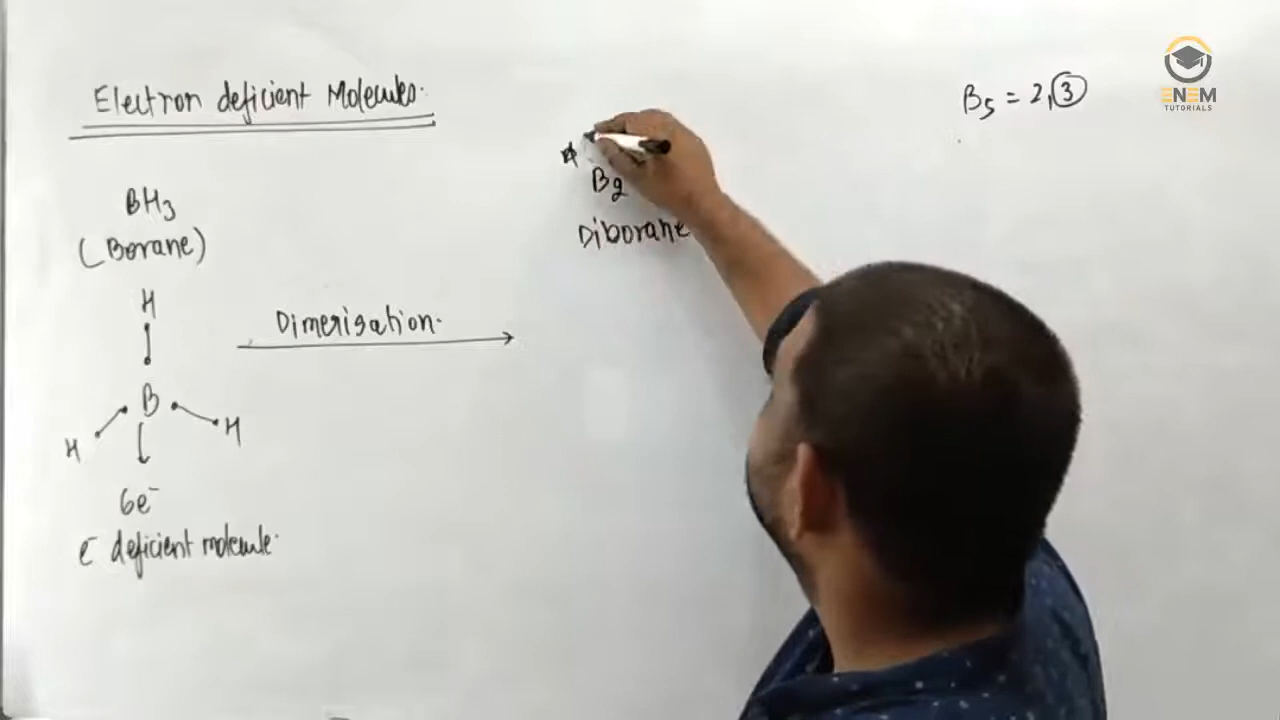 Electron deficient Molecules.
BH3
(Borane)
H
B
H
H
6e-
e- deficient molecule.
Dimerisation.
B2
Diborane
B5 = 2,3
ENEM
TUTORIALS